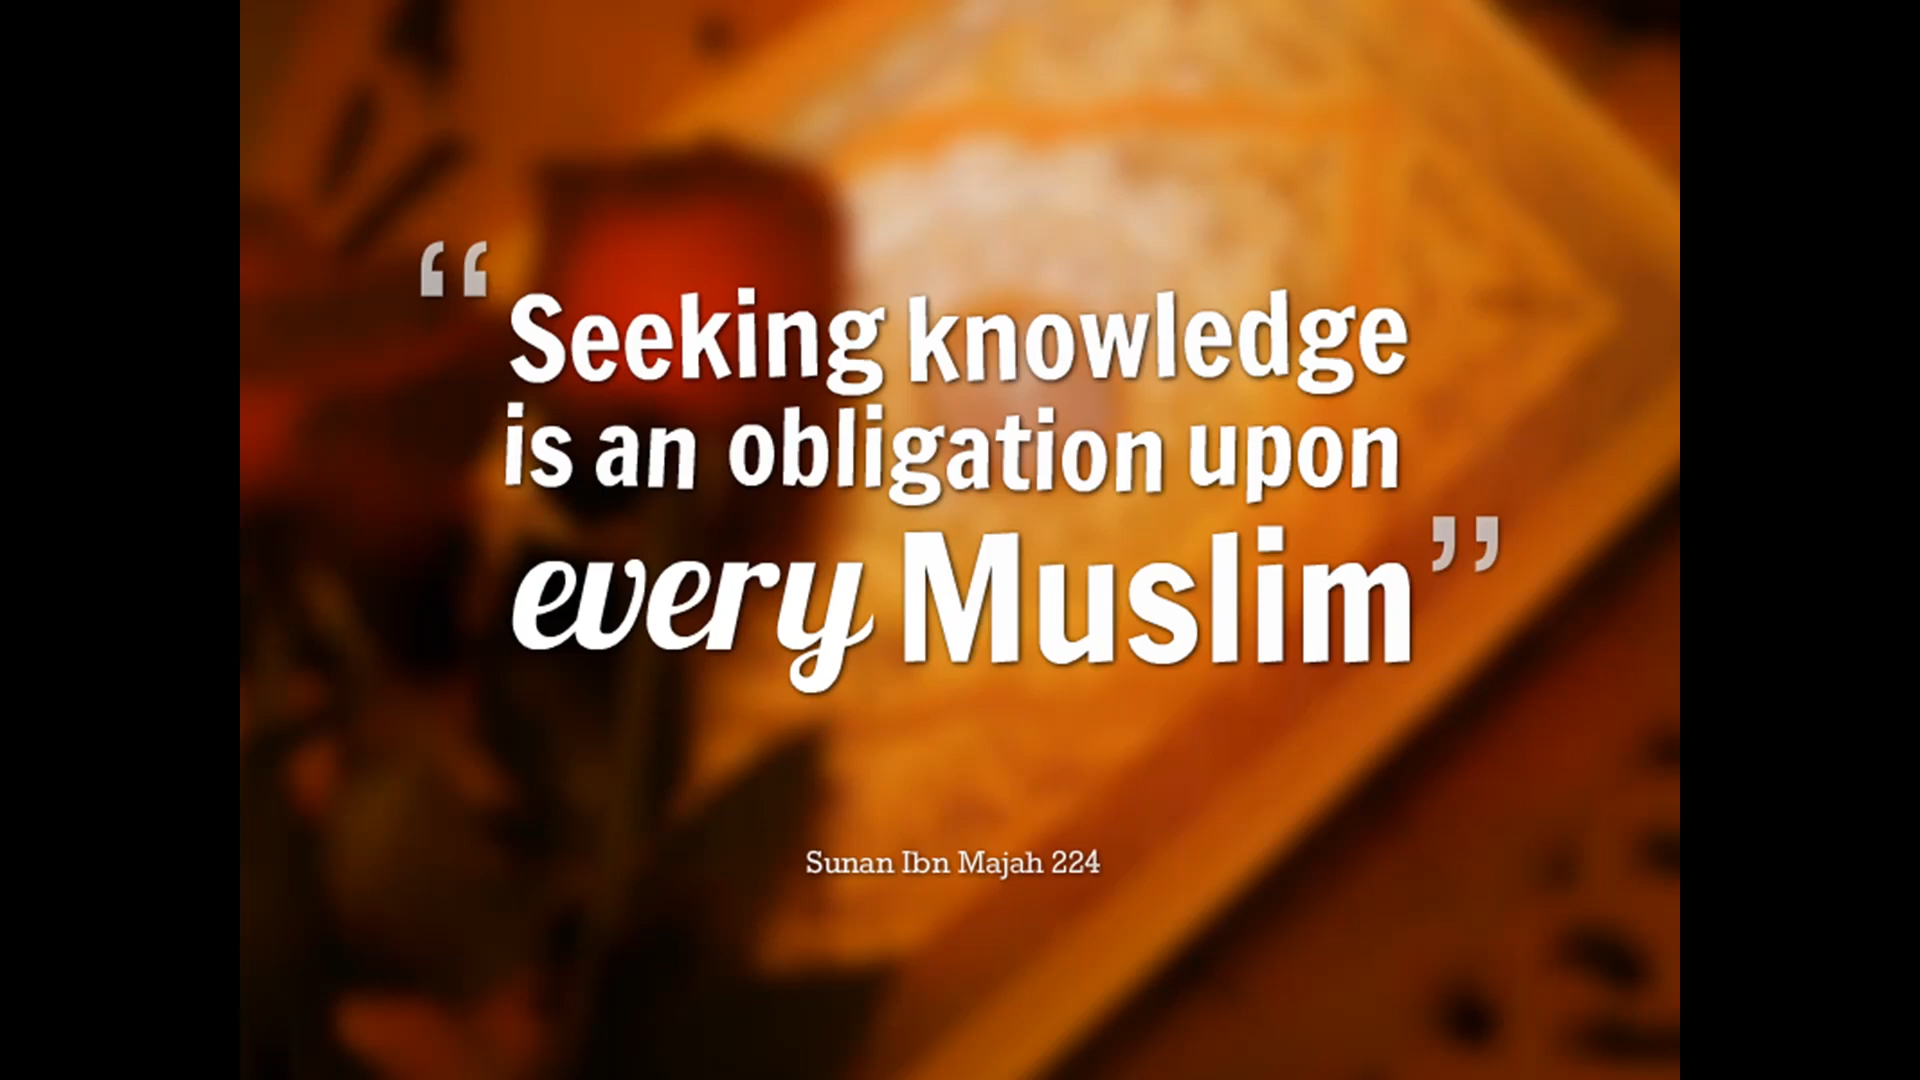 “Seeking knowledge
is an obligation upon
every Muslim”
Sunan Ibn Majah 224